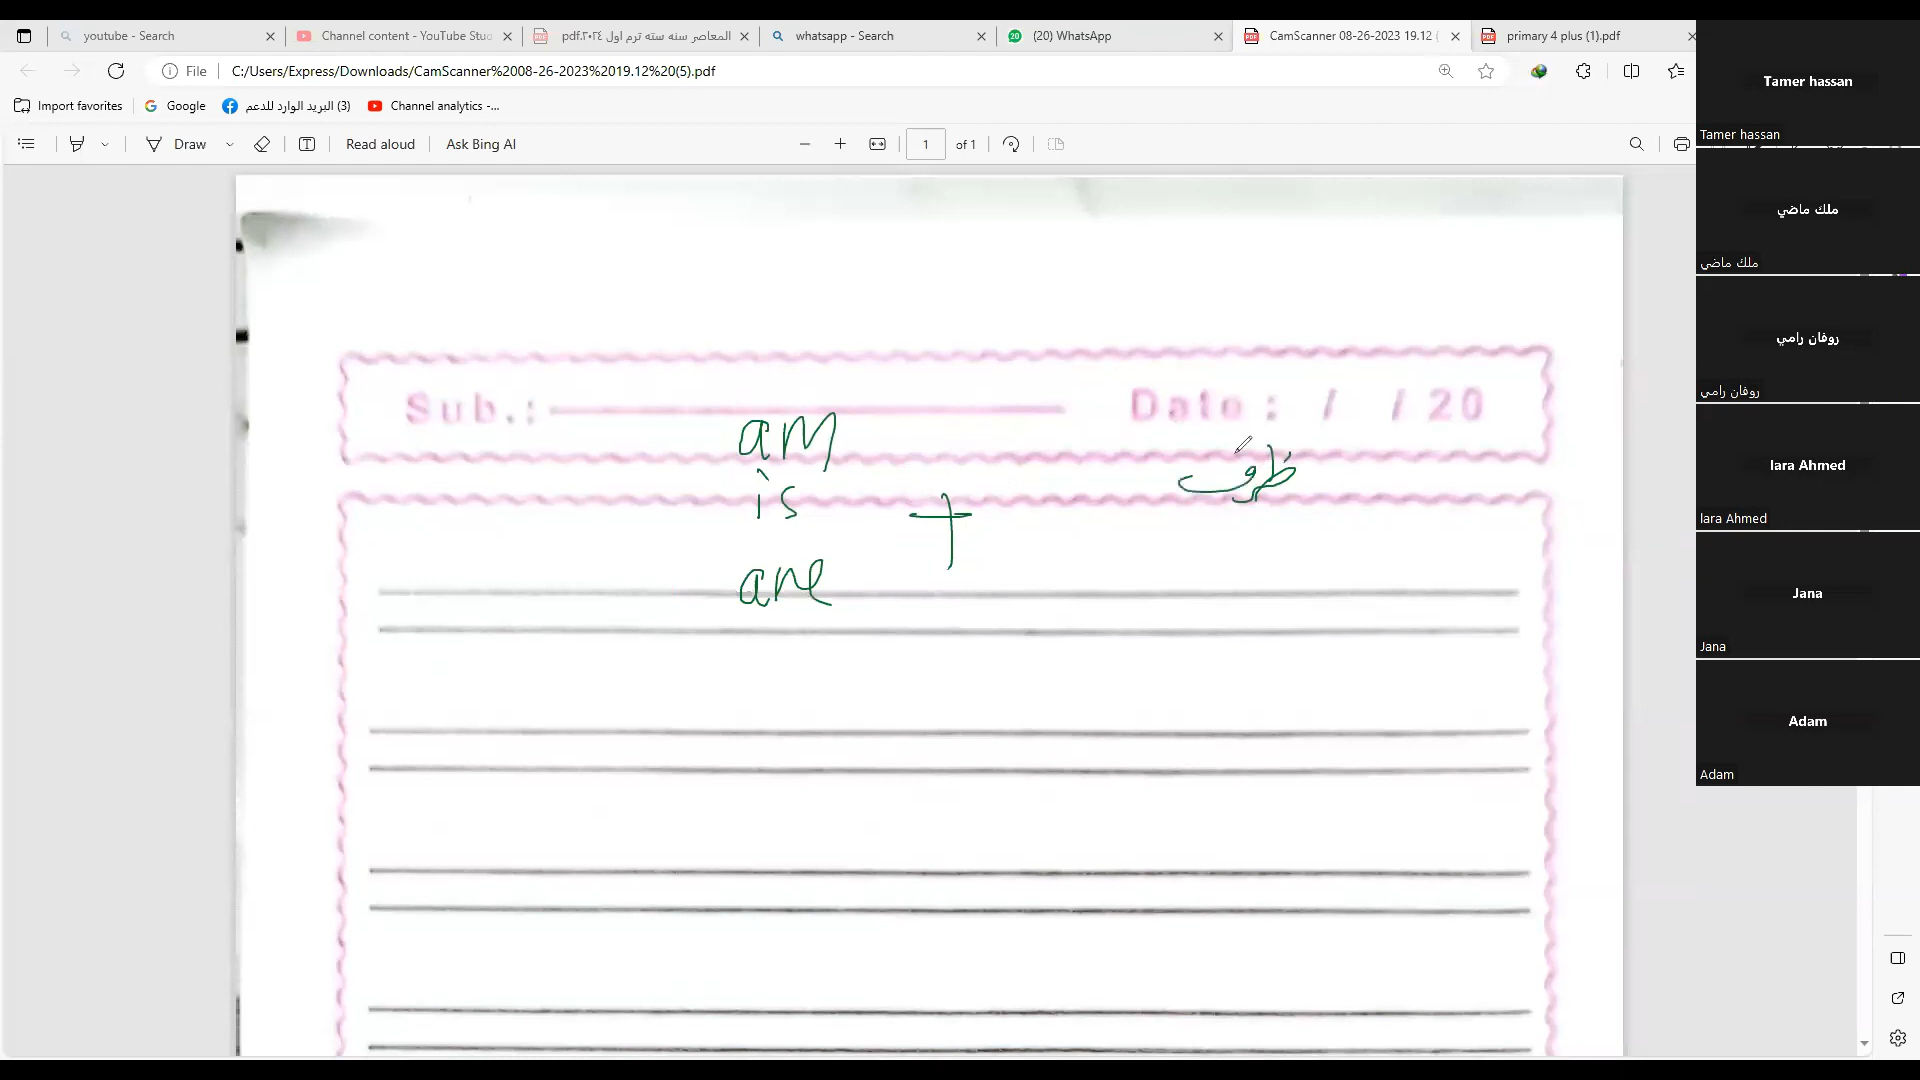 youtube - Search
Channel content - YouTube Stu
المعاصر سنه سته ترم اول ٢٠٢٤.pdf
whatsapp - Search
(20) WhatsApp
CamScanner 08-26-2023 19.12 (
primary 4 plus (1).pdf
File
C:/Users/Express/Downloads/CamScanner%2008-26-2023%2019.12%20(5).pdf
Import favorites
Google
(3) البريد الوارد للدعم
Channel analytics -...
Draw
Read aloud
Ask Bing AI
1 of 1
Sub.:
Date: / / 20
am
is
are
+
ظرف
Tamer hassan
Tamer hassan
ملك ماضي
ملك ماضي
روفان رامي
روفان رامي
lara Ahmed
lara Ahmed
Jana
Jana
Adam
Adam